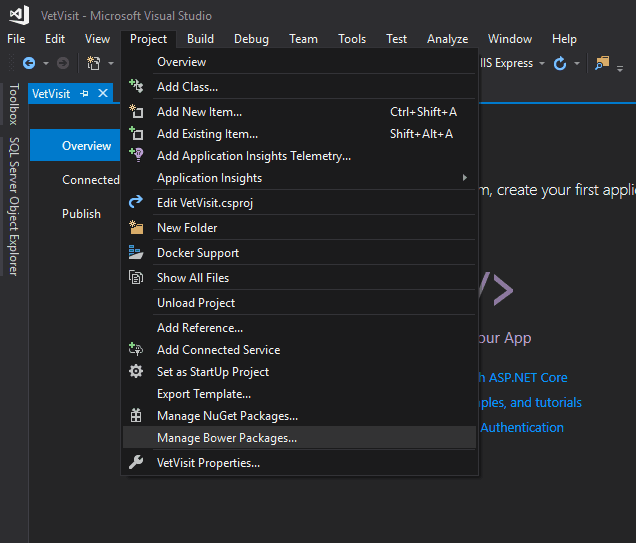 VetVisit - Microsoft Visual Studio
File Edit View Project Build Debug Team Tools Test Analyze Window Help
IIS Express
Toolbox
SQL Server Object Explorer
VetVisit
Overview
Connected
Publish
Overview
Add Class...
Add New Item... Ctrl+Shift+A
Add Existing Item... Shift+Alt+A
Add Application Insights Telemetry...
Application Insights
Edit VetVisit.csproj
New Folder
Docker Support
Show All Files
Unload Project
Add Reference...
Add Connected Service
Set as StartUp Project
Export Template...
Manage NuGet Packages...
Manage Bower Packages...
VetVisit Properties...
m, create your first applic
/>
our App
h ASP.NET Core
ples, and tutorials
Authentication